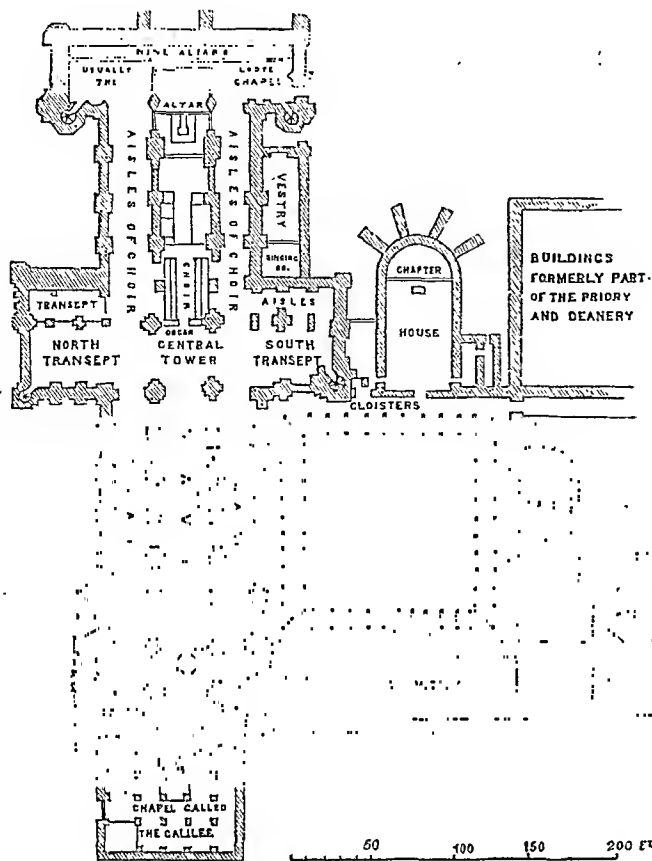 NINE ALTARS
USUALLY
THE
LADYE
CHAPEL
ALTAR
AISLES OF CHOIR
AISLES OF CHOIR
VESTRY
SINGING
CHOIR
CHAPTER
HOUSE
BUILDINGS
FORMERLY PART
OF THE PRIORY
AND DEANERY
TRANSEPT
AISLES
ORGAN
NORTH
TRANSEPT
CENTRAL
TOWER
SOUTH
TRANSEPT
CLOISTERS
A
A
A
CHAPEL CALLED
THE GALILEE
50
100
150
200 FT